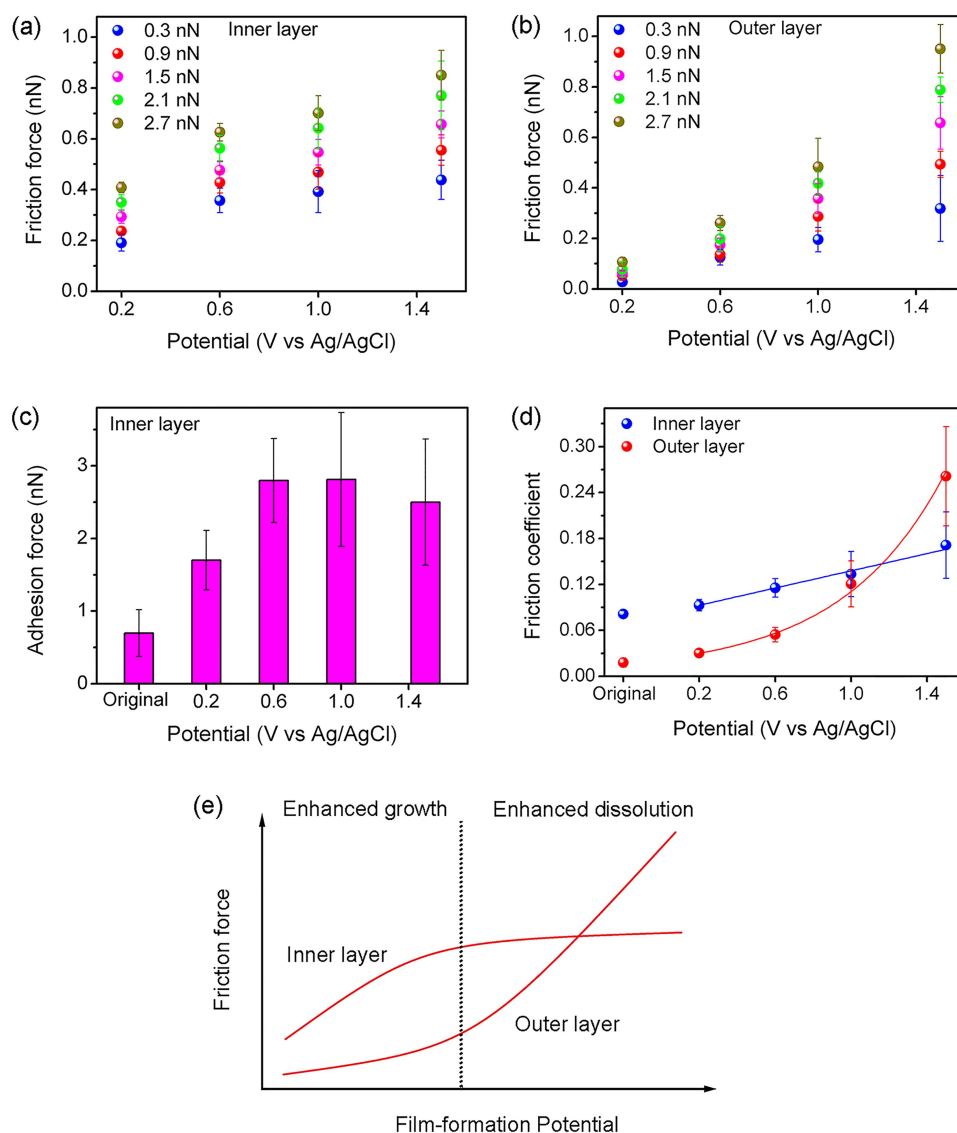 (a)
Inner layer
0.3 nN
0.9 nN
1.5 nN
2.1 nN
2.7 nN
1.0
0.8
0.6
0.4
0.2
0.0
Friction force (nN)
0.2 0.6 1.0 1.4
Potential (V vs Ag/AgCl)
(b)
Outer layer
0.3 nN
0.9 nN
1.5 nN
2.1 nN
2.7 nN
1.0
0.8
0.6
0.4
0.2
0.0
Friction force (nN)
0.2 0.6 1.0 1.4
Potential (V vs Ag/AgCl)
(c)
Inner layer
3
2
1
0
Adhesion force (nN)
Original 0.2 0.6 1.0 1.4
Potential (V vs Ag/AgCl)
(d)
Inner layer
Outer layer
0.30
0.24
0.18
0.12
0.06
0.00
Friction coefficient
Original 0.2 0.6 1.0 1.4
Potential (V vs Ag/AgCl)
(e)
Enhanced growth
Enhanced dissolution
Friction force
Inner layer
Outer layer
Film-formation Potential